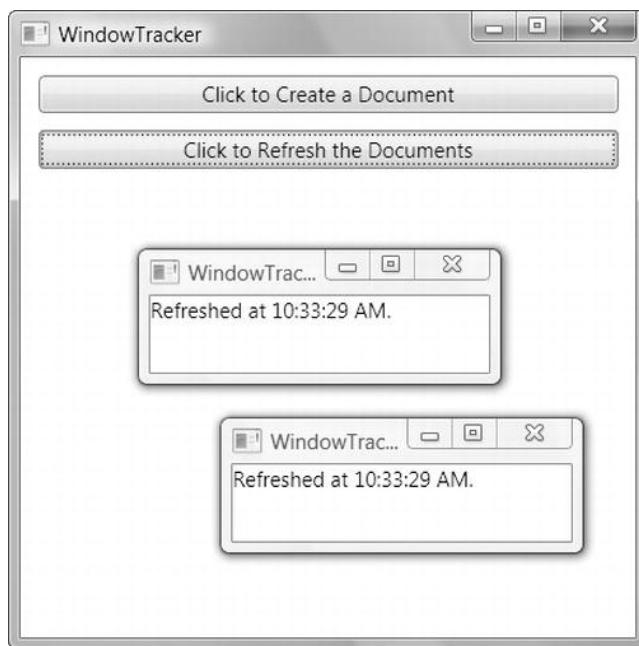 WindowTracker
Click to Create a Document
Click to Refresh the Documents
WindowTrac...
Refreshed at 10:33:29 AM.
WindowTrac...
Refreshed at 10:33:29 AM.